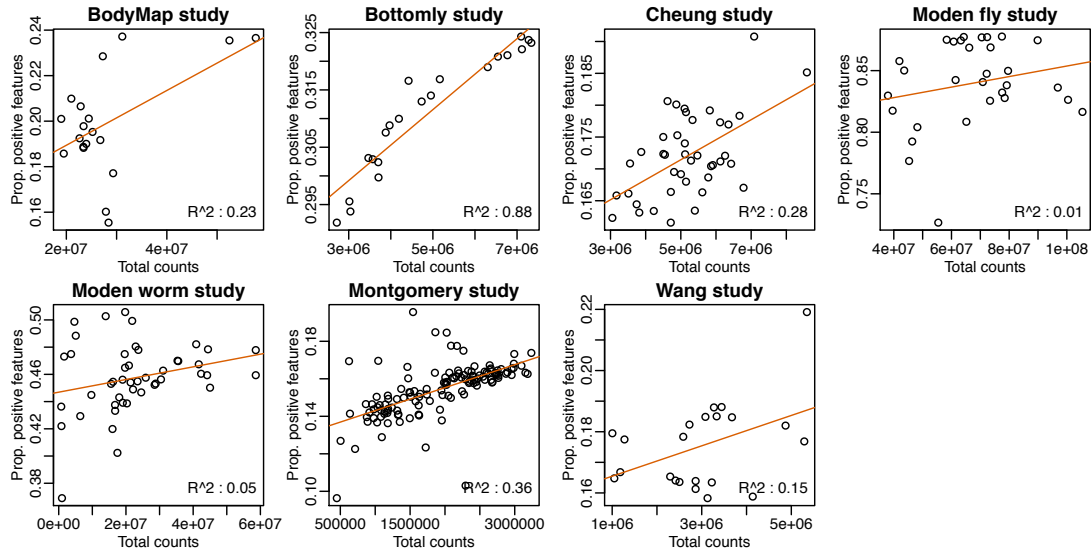 BodyMap study
Prop. positive features
0.16 0.18 0.20 0.22 0.24
R^2 : 0.23
2e+07 4e+07
Total counts
Bottomly study
Prop. positive features
0.295 0.305 0.315 0.325
R^2 : 0.88
3e+06 5e+06 7e+06
Total counts
Cheung study
Prop. positive features
0.165 0.175 0.185
R^2 : 0.28
3e+06 5e+06 7e+06
Total counts
Moden fly study
Prop. positive features
0.75 0.80 0.85
R^2 : 0.01
4e+07 6e+07 8e+07 1e+08
Total counts
Moden worm study
Prop. positive features
0.38 0.42 0.46 0.50
R^2 : 0.05
0e+00 2e+07 4e+07 6e+07
Total counts
Montgomery study
Prop. positive features
0.10 0.14 0.18
R^2 : 0.36
500000 1500000 3000000
Total counts
Wang study
Prop. positive features
0.16 0.18 0.20 0.22
R^2 : 0.15
1e+06 3e+06 5e+06
Total counts